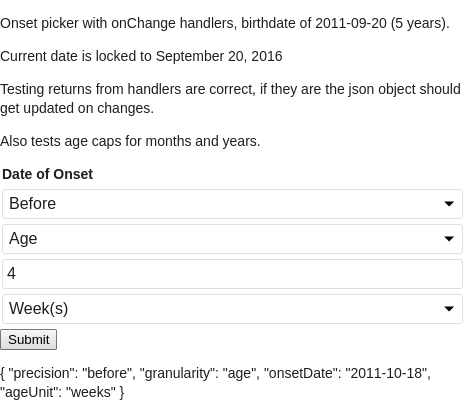 Onset picker with onChange handlers, birthdate of 2011-09-20 (5 years).
Current date is locked to September 20, 2016
Testing returns from handlers are correct, if they are the json object should
get updated on changes.
Also tests age caps for months and years.
Date of Onset
Before
Age
4
Week(s)
Submit
{ "precision": "before", "granularity": "age", "onsetDate": "2011-10-18",
"ageUnit": "weeks" }